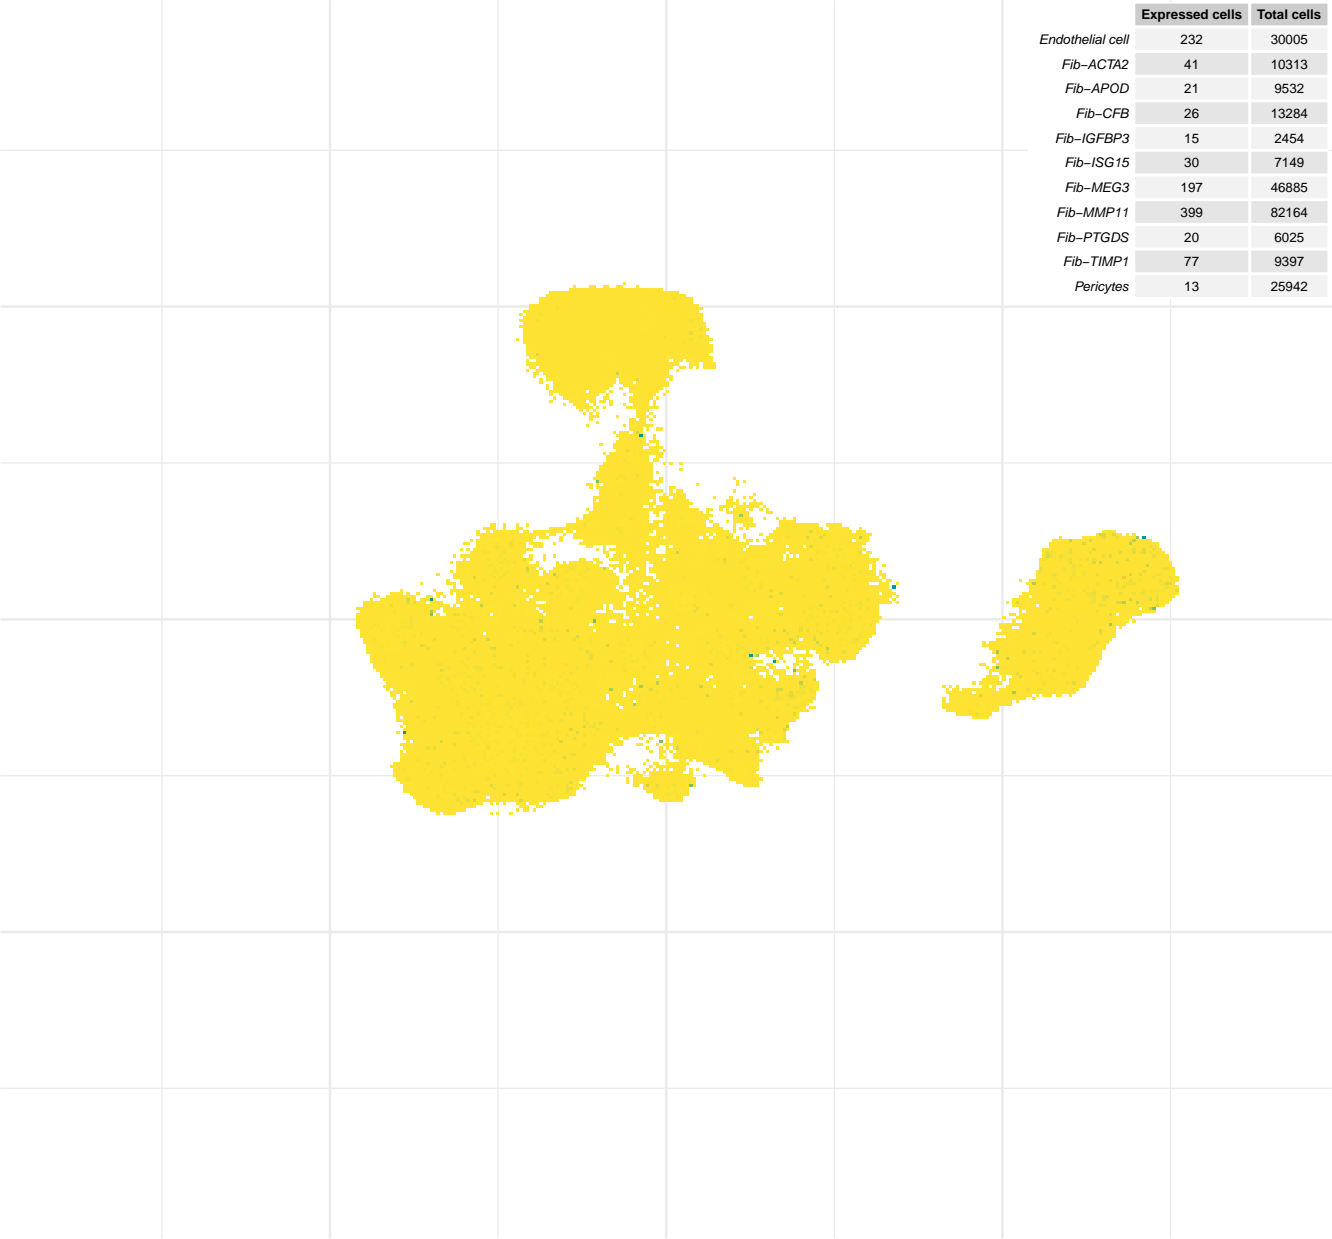 Expressed cells Total cells
Endothelial cell 232 30005
Fib−ACTA2 41 10313
Fib−APOD 21 9532
Fib−CFB 26 13284
Fib−IGFBP3 15 2454
Fib−ISG15 30 7149
Fib−MEG3 197 46885
Fib−MMP11 399 82164
Fib−PTGDS 20 6025
Fib−TIMP1 77 9397
Pericytes 13 25942